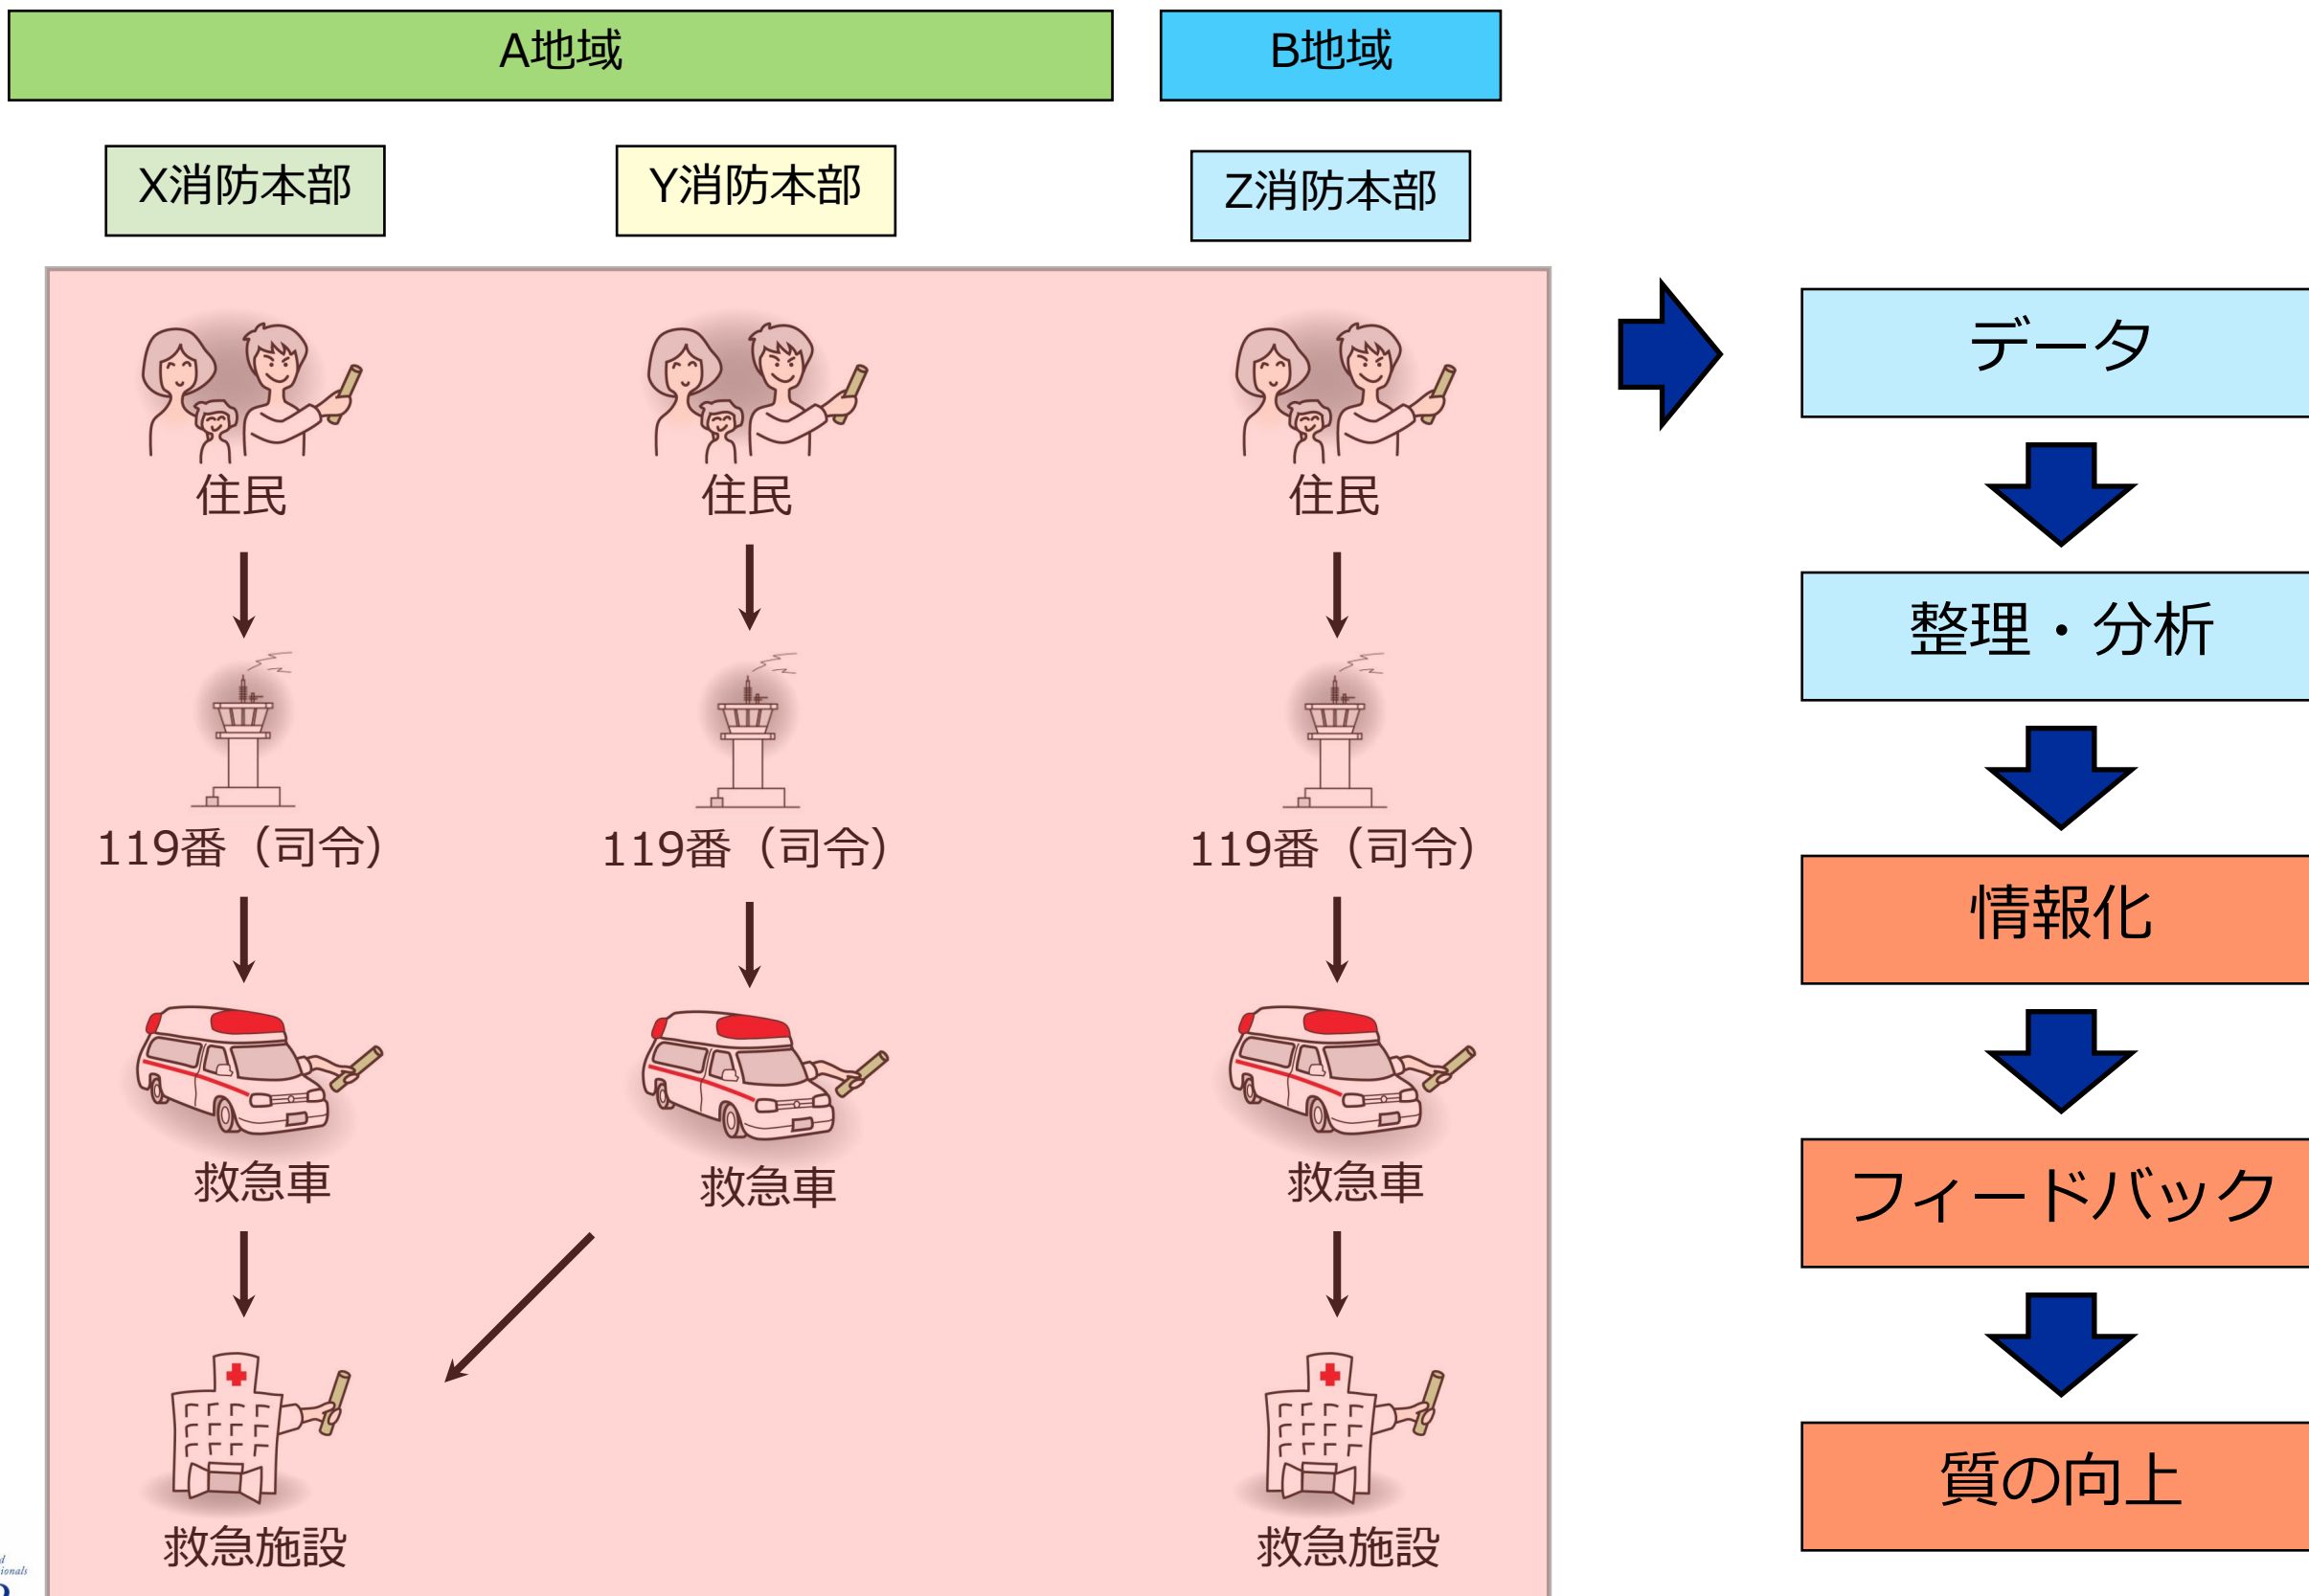 A地域
B地域
X消防本部
Y消防本部
Z消防本部
住民
住民
住民
119番（司令）
119番（司令）
119番（司令）
救急車
救急車
救急車
救急施設
救急施設
データ
整理・分析
情報化
フィードバック
質の向上